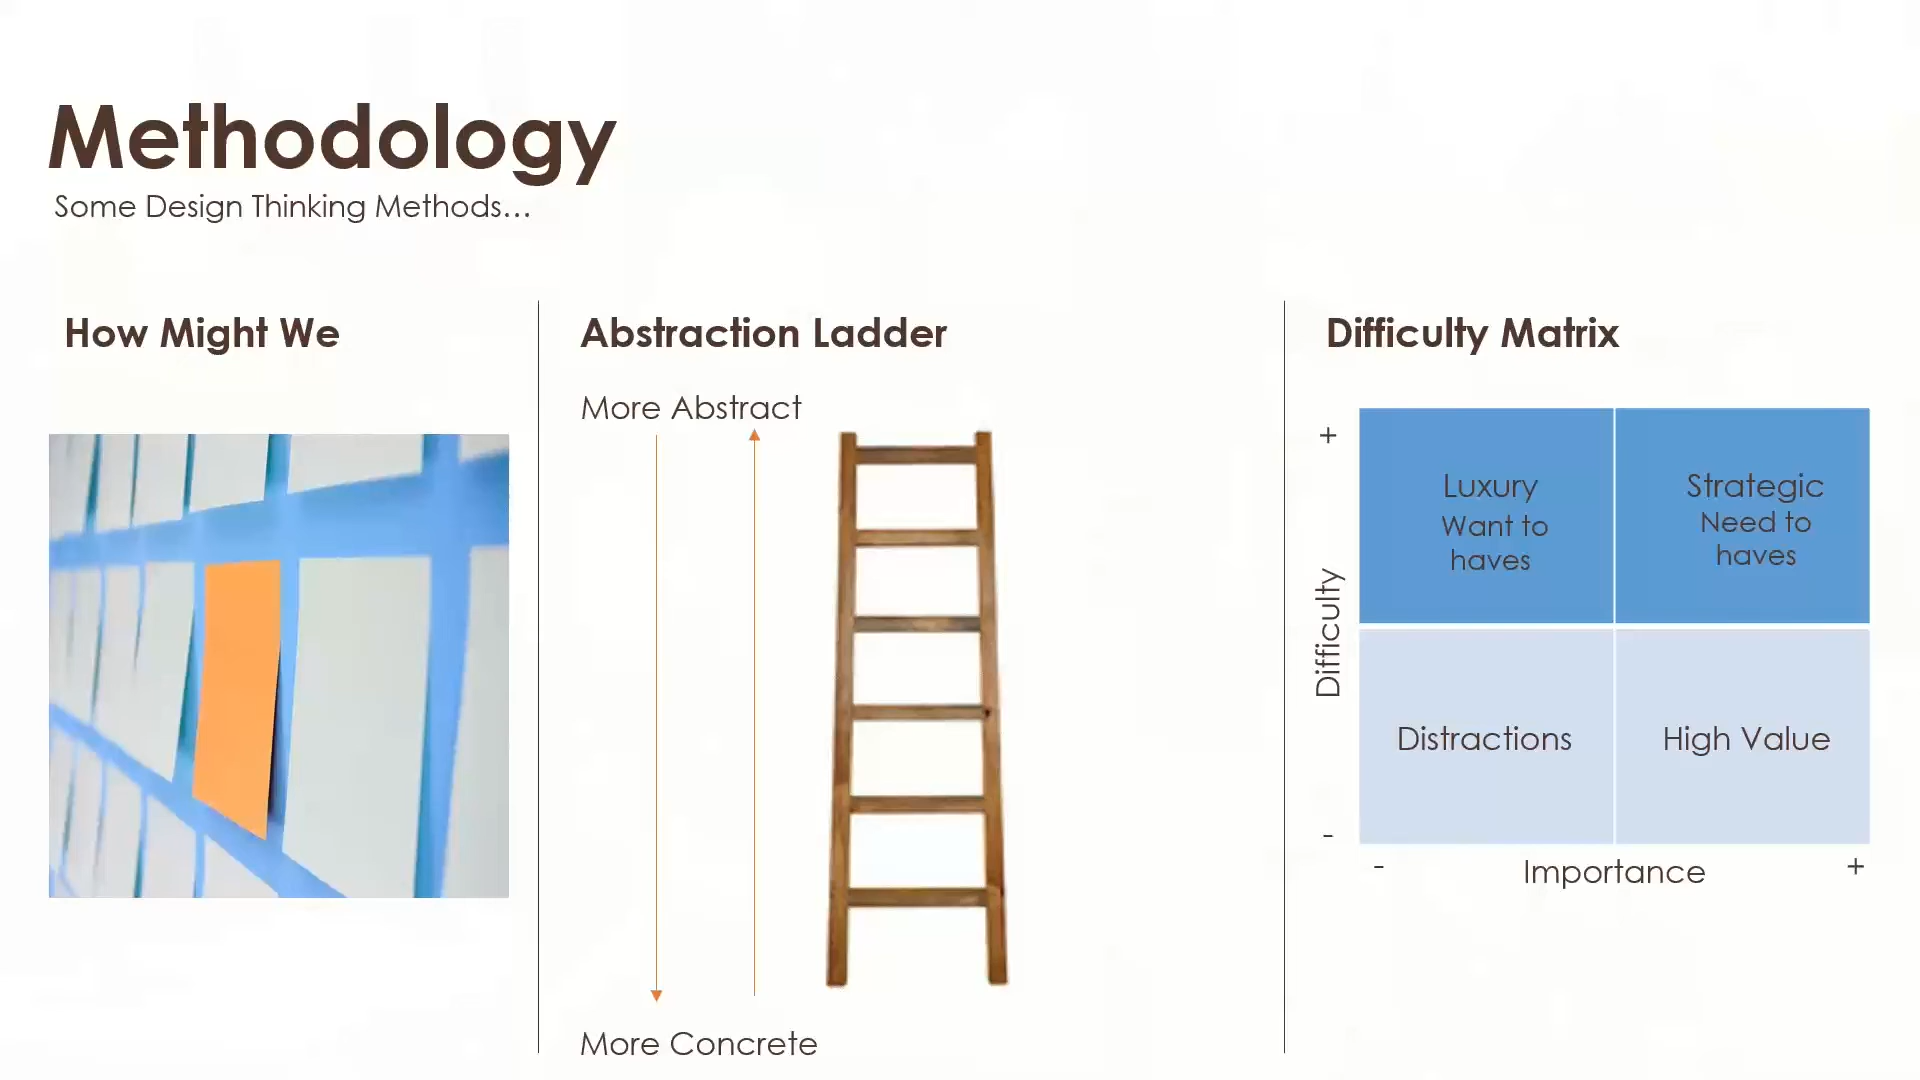 Methodology
Some Design Thinking Methods…
How Might We
Abstraction Ladder
More Abstract
More Concrete
Difficulty Matrix
+
Difficulty
-
Luxury
Want to
haves
Strategic
Need to
haves
Distractions
High Value
-
Importance
+